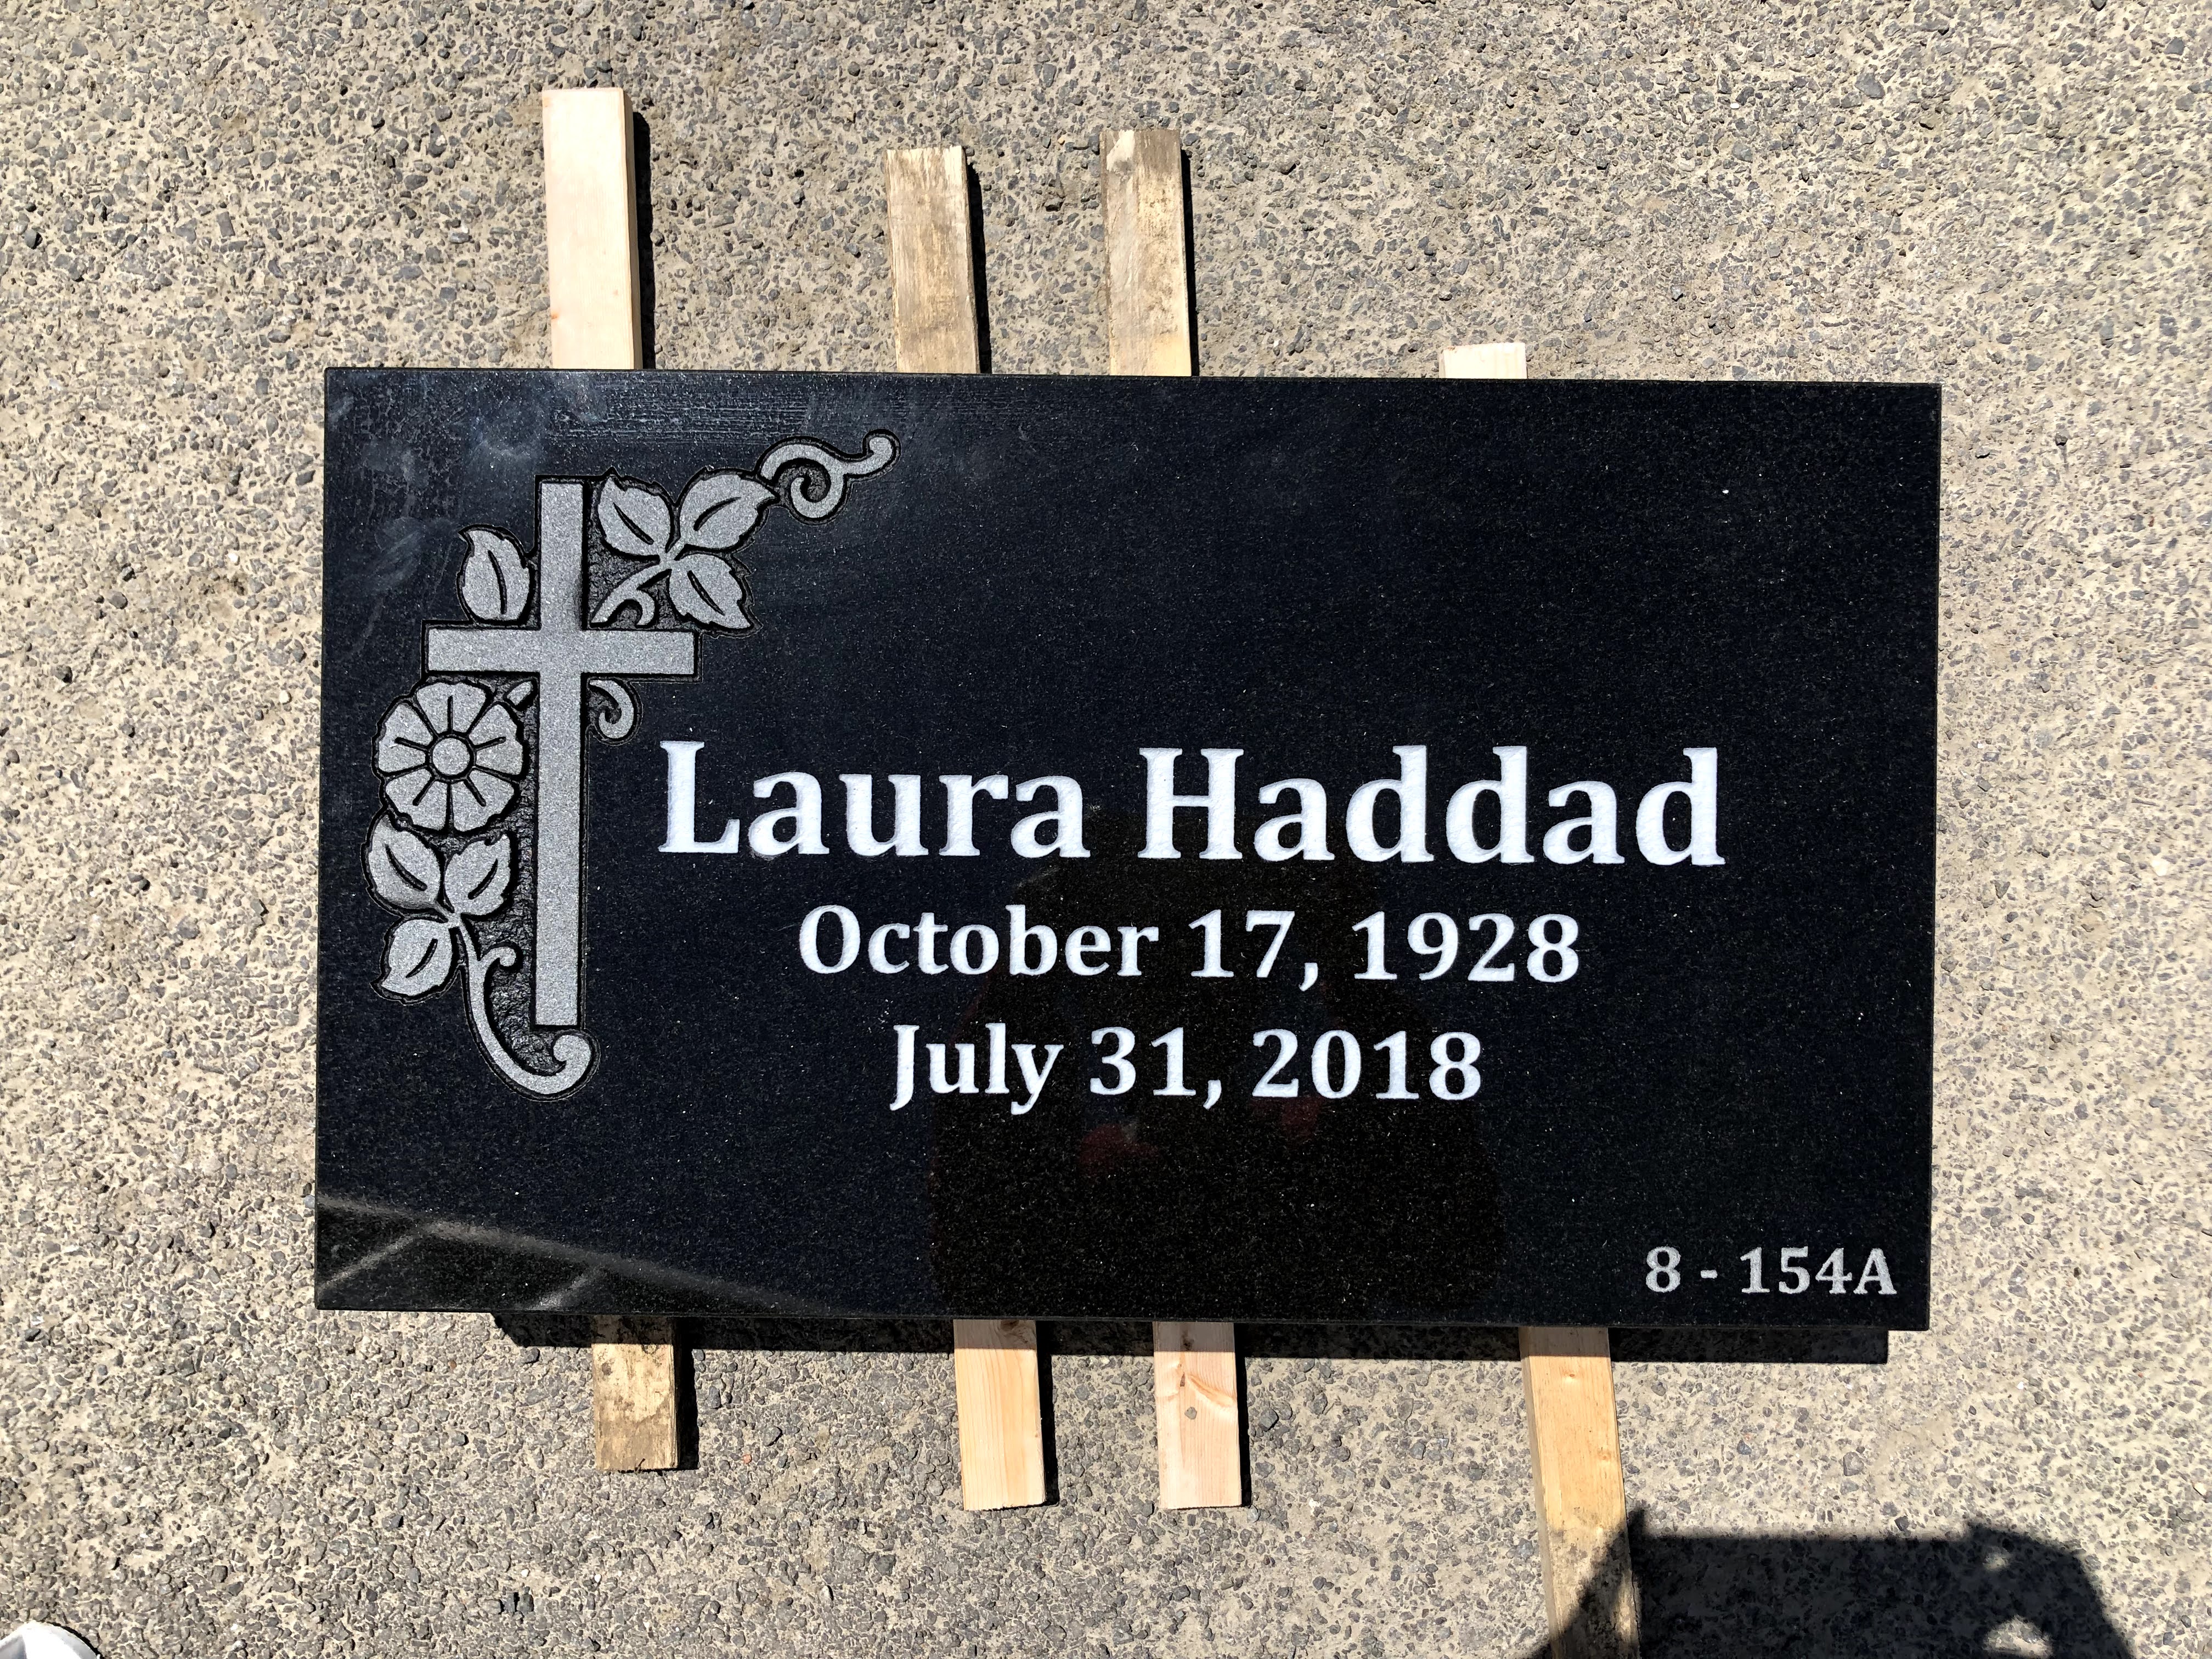 Laura Haddad
October 17, 1928
July 31, 2018
8 - 154A